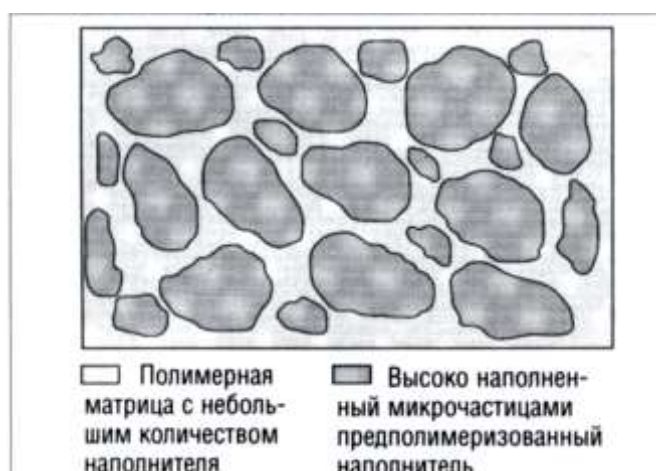 Полимерная
матрица с неболь-
шим количеством
наполнителя
Высоко наполнен-
ный микрочастицами
предполимеризованный
наполнитель